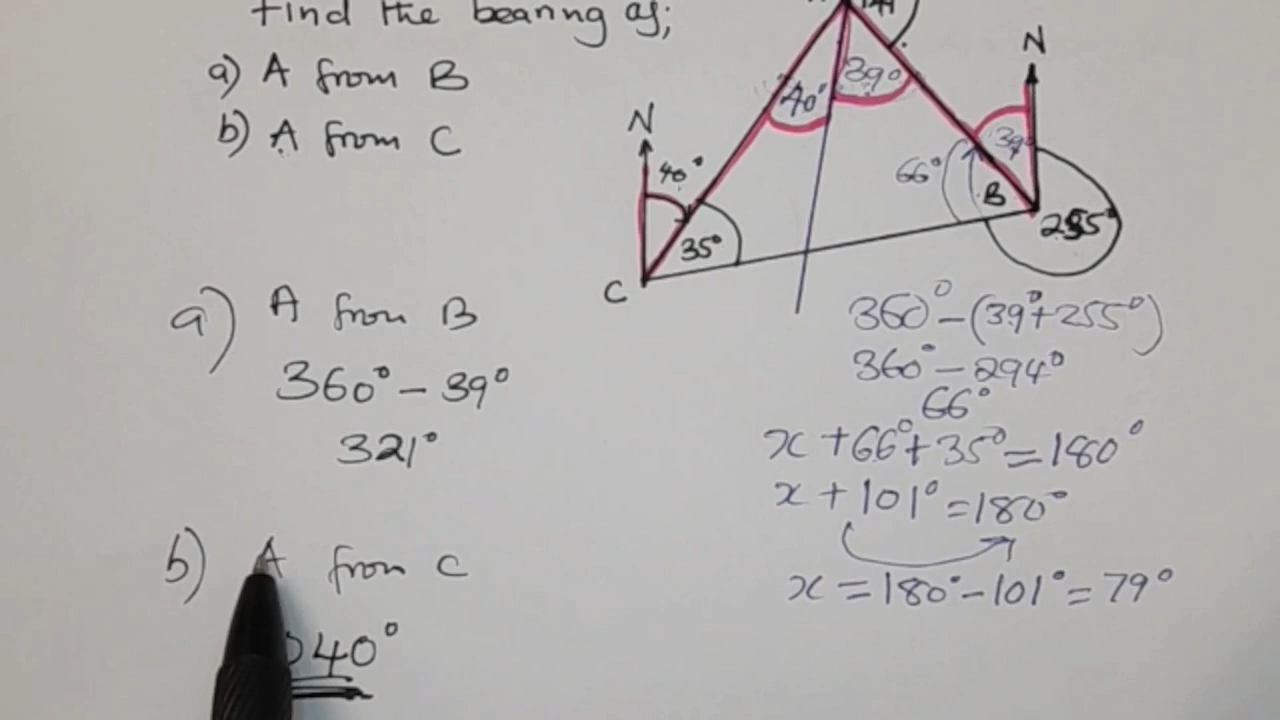 Find the bearing of;
a) A from B
b) A from C
N
N
40°
39°
40°
39°
66°
B
35°
255°
C
a) A from B
360° - 39°
321°
b) A from C
040°
360° - (39° + 255°)
360° - 294°
66°
x + 66° + 35° = 180°
x + 101° = 180°
x = 180° - 101° = 79°